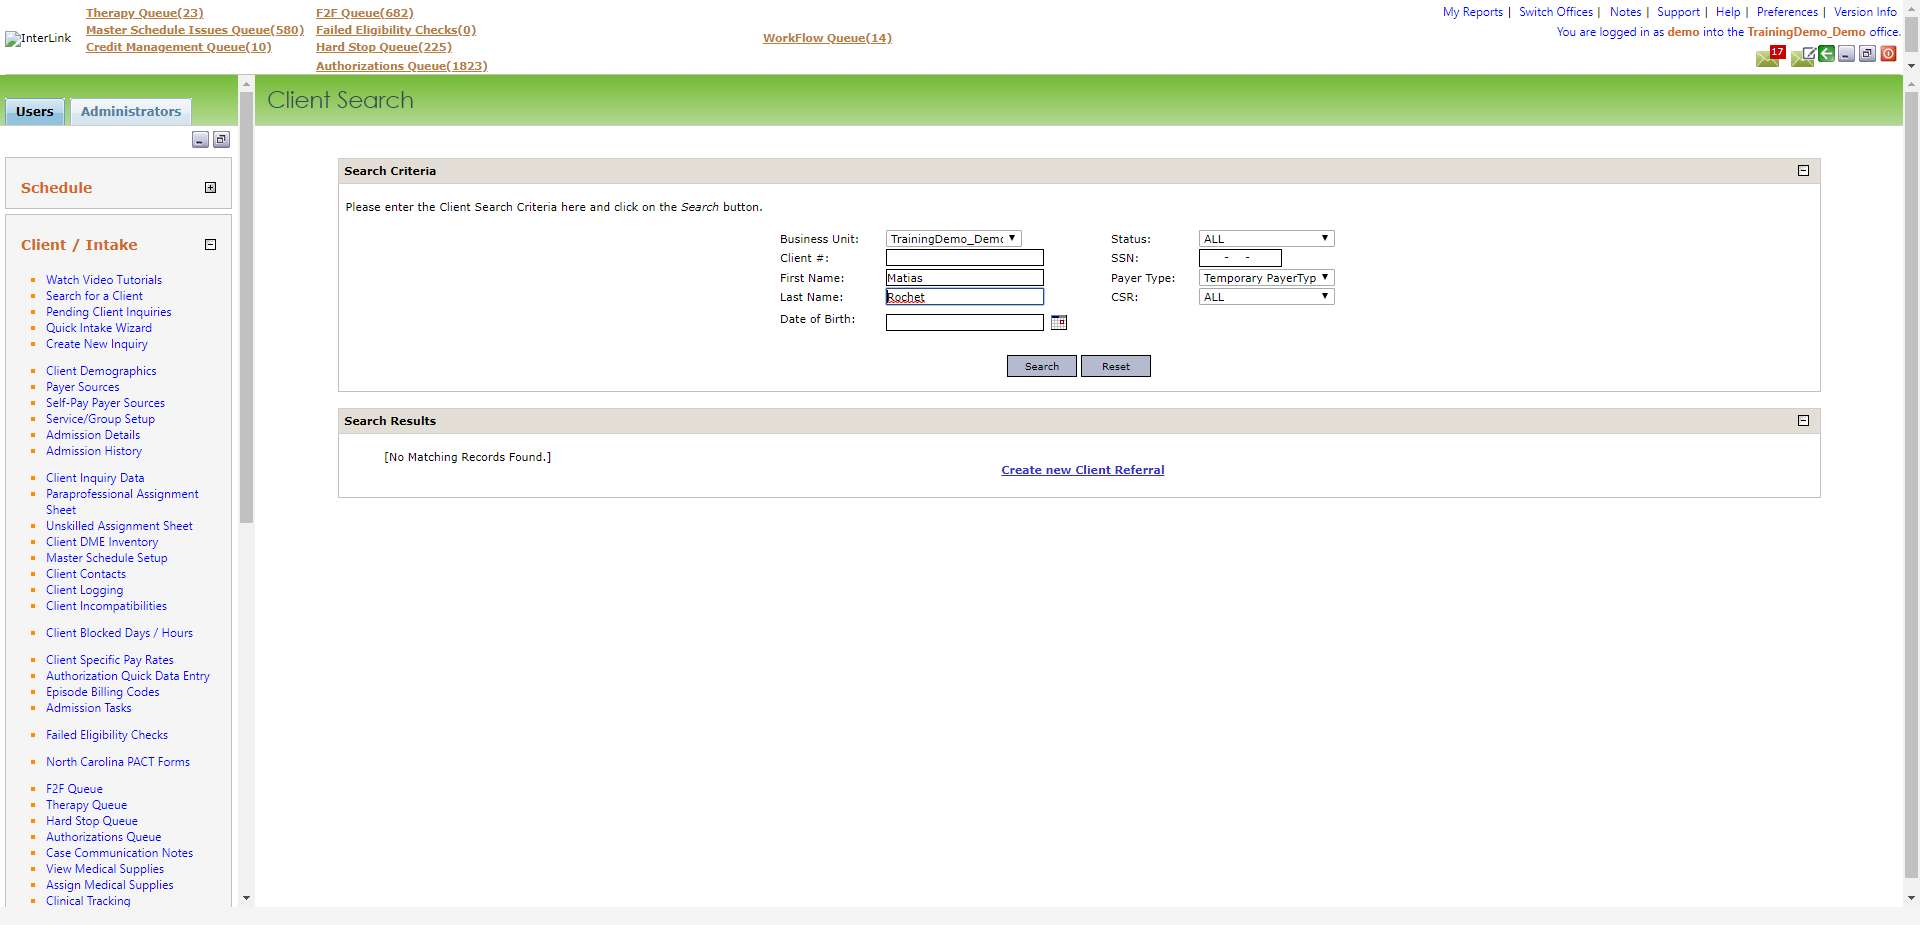 InterLink
Therapy Queue(23)
Master Schedule Issues Queue(580)
Credit Management Queue(10)
F2F Queue(682)
Failed Eligibility Checks(0)
Hard Stop Queue(225)
Authorizations Queue(1823)
WorkFlow Queue(14)
My Reports | Switch Offices | Notes | Support | Help | Preferences | Version Info
You are logged in as demo into the TrainingDemo_Demo office.
17
Users
Administrators
Schedule
Client / Intake
Watch Video Tutorials
Search for a Client
Pending Client Inquiries
Quick Intake Wizard
Create New Inquiry
Client Demographics
Payer Sources
Self-Pay Payer Sources
Service/Group Setup
Admission Details
Admission History
Client Inquiry Data
Paraprofessional Assignment
Sheet
Unskilled Assignment Sheet
Client DME Inventory
Master Schedule Setup
Client Contacts
Client Logging
Client Incompatibilities
Client Blocked Days / Hours
Client Specific Pay Rates
Authorization Quick Data Entry
Episode Billing Codes
Admission Tasks
Failed Eligibility Checks
North Carolina PACT Forms
F2F Queue
Therapy Queue
Hard Stop Queue
Authorizations Queue
Case Communication Notes
View Medical Supplies
Assign Medical Supplies
Clinical Tracking
Client Search
Search Criteria
Please enter the Client Search Criteria here and click on the Search button.
Business Unit: TrainingDemo_Demo Status: ALL
Client #: SSN: - -
First Name: Matias Payer Type: Temporary PayerTyp
Last Name: Rochet CSR: ALL
Date of Birth:
Search Reset
Search Results
[No Matching Records Found.]
Create new Client Referral